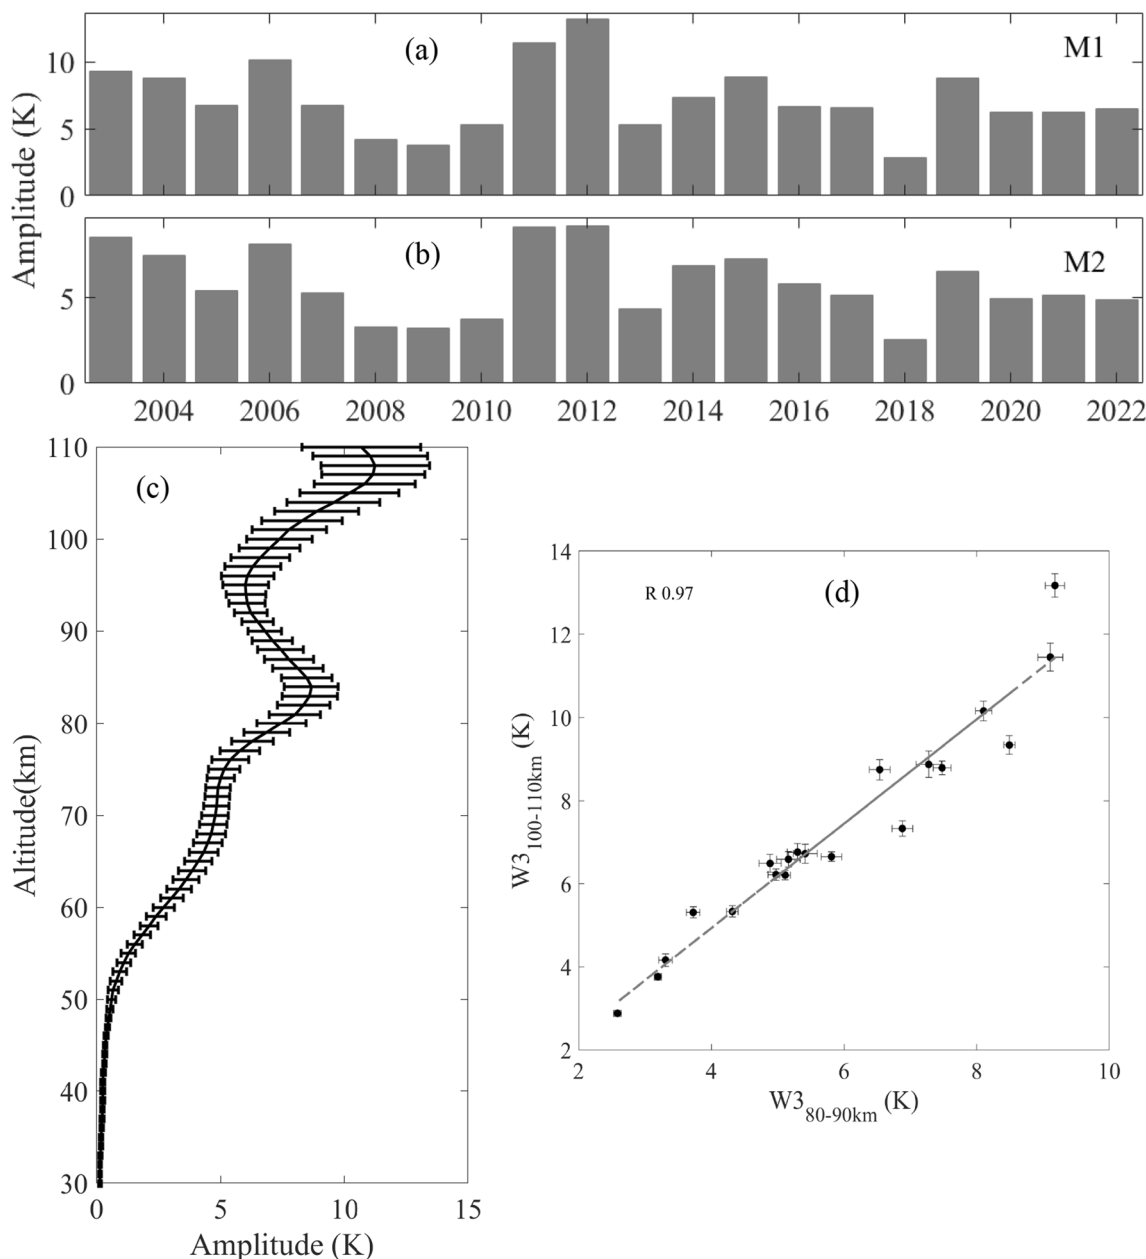 (a)
M1
10
5
0
Amplitude (K)
(b)
M2
5
0
2004 2006 2008 2010 2012 2014 2016 2018 2020 2022
(c)
110
100
90
80
70
60
50
40
30
Altitude(km)
0 5 10 15
Amplitude (K)
R 0.97
(d)
14
12
10
8
6
4
2
W3100-110km (K)
2 4 6 8 10
W380-90km (K)